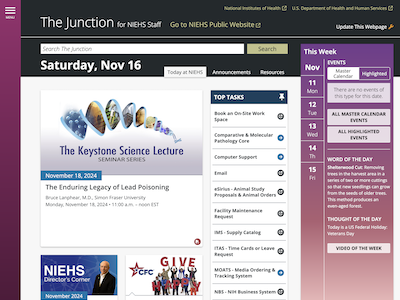 MENU
National Institutes of Health
U.S. Department of Health and Human Services
The Junction for NIEHS Staff
Go to NIEHS Public Website
Update This Webpage
Search The Junction
Search
Saturday, Nov 16
Today at NIEHS
Announcements
Resources
The Keystone Science Lecture
SEMINAR SERIES
November 18, 2024
The Enduring Legacy of Lead Poisoning
Bruce Lanphear, M.D., Simon Fraser University
Monday, November 18, 2024 • 11:00 a.m. – noon EST
NIEHS
Director's Corner
November 2024
GIVE
CFC
HAPPY
TOP TASKS
Book an On-Site Work
Space
Comparative & Molecular
Pathology Core
Computer Support
Email
eSirius - Animal Study
Proposals & Animal Orders
Facility Maintenance
Request
IMS - Supply Catalog
ITAS - Time Cards or Leave
Request
MOATS - Media Ordering &
Tracking System
NBS - NIH Business System
This Week
Nov
11
Mon
12
Tue
13
Wed
14
Th
15
Fri
EVENTS
Master
Calendar
Highlighted
There are no events of
this type for this date.
ALL MASTER CALENDAR
EVENTS
ALL HIGHLIGHTED
EVENTS
WORD OF THE DAY
Shelterwood Cut: Removing
trees in the harvest area in
a series of two or more cuttings
so that new seedlings can grow
from the seeds of older trees.
This method produces an
even-aged forest.
THOUGHT OF THE DAY
Today is a US Federal Holiday:
Veterans Day
VIDEO OF THE WEEK